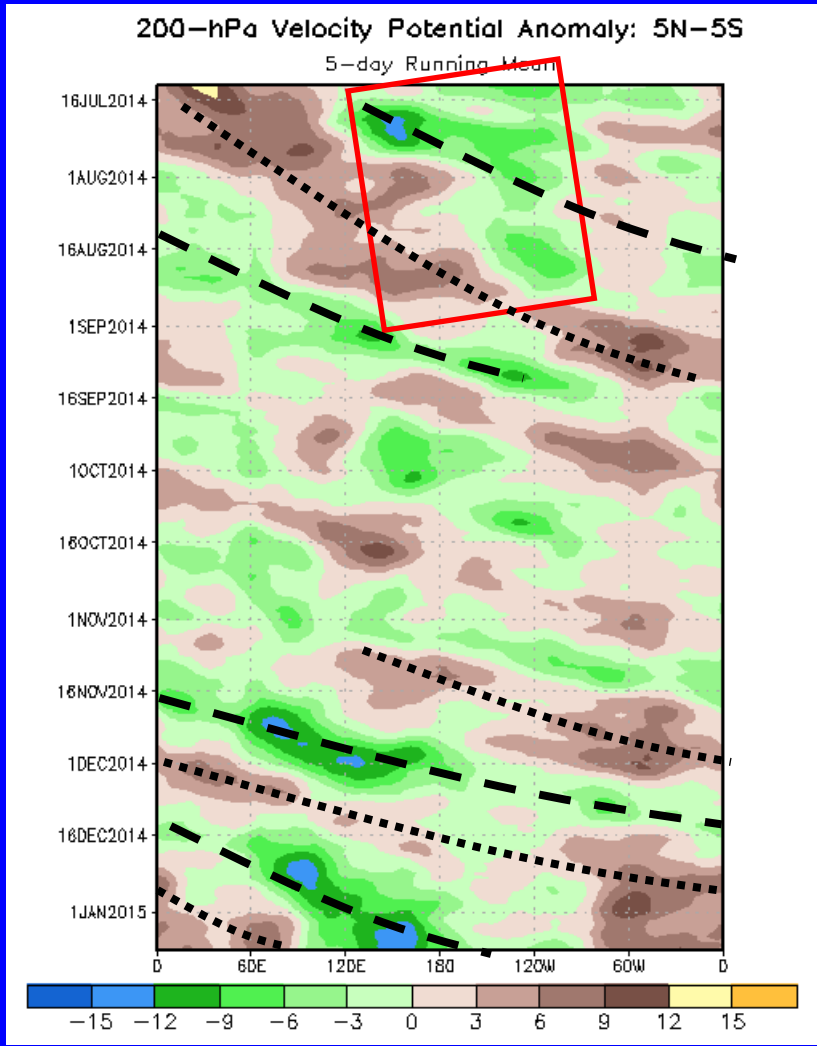 200-hPa Velocity Potential Anomaly: 5N-5S
5-day Running Mean
16JUL2014
1AUG2014
16AUG2014
1SEP2014
16SEP2014
1OCT2014
16OCT2014
1NOV2014
16NOV2014
1DEC2014
16DEC2014
1JAN2015
0 60E 120E 180 120W 60W 0
-15 -12 -9 -6 -3 0 3 6 9 12 15